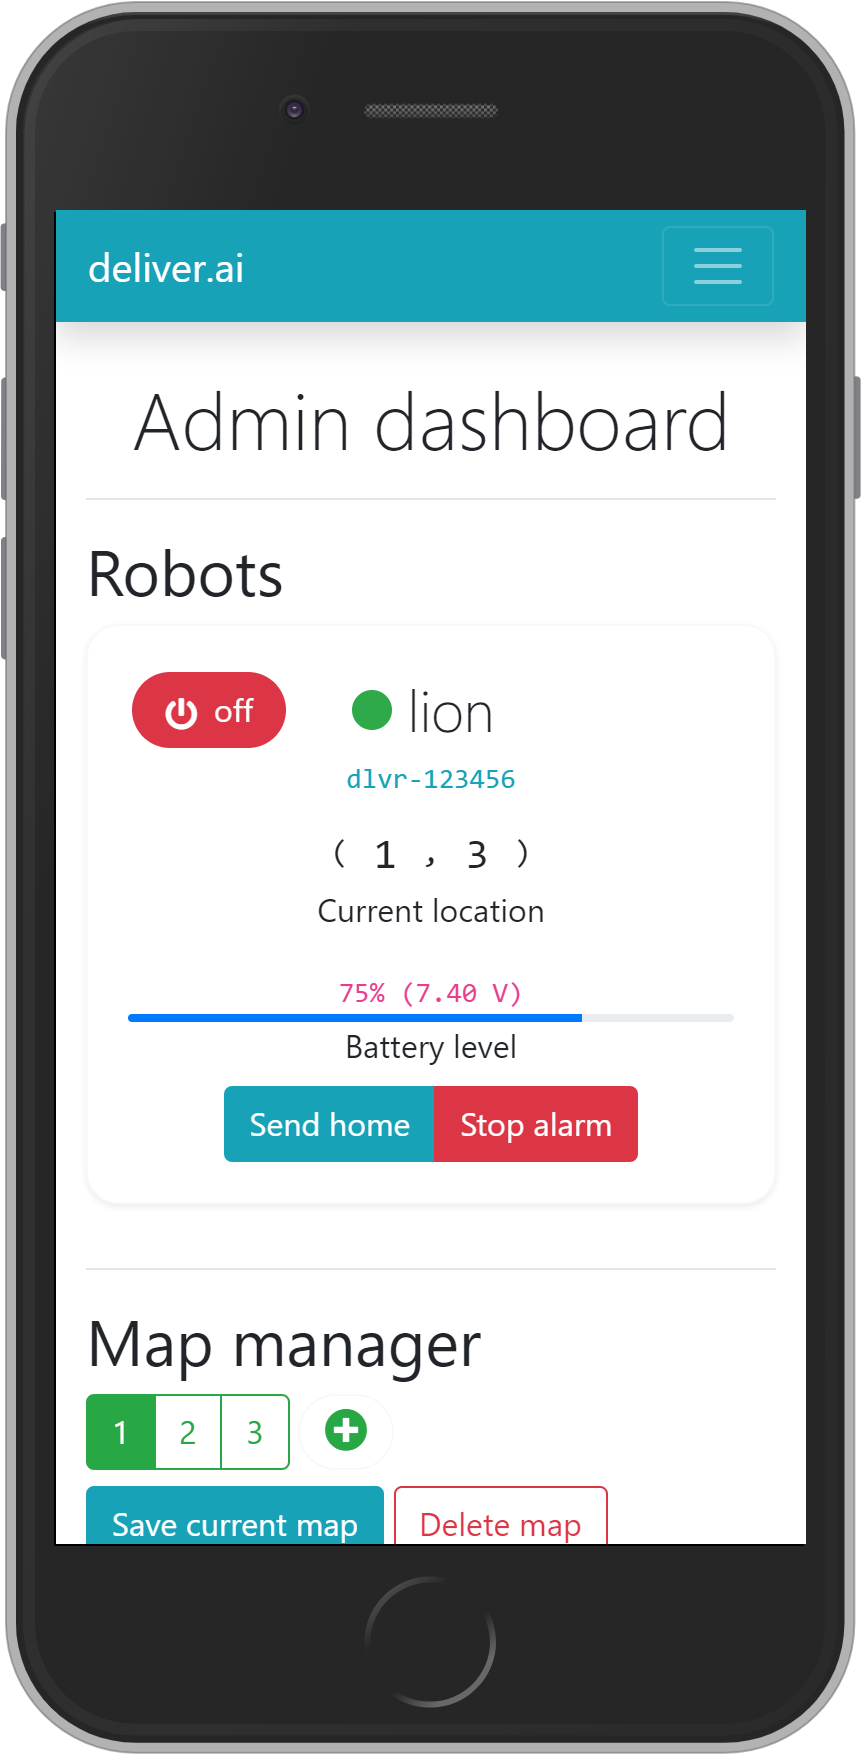 deliver.ai
Admin dashboard
Robots
off
lion
dlvr-123456
( 1 , 3 )
Current location
75% (7.40 V)
Battery level
Send home Stop alarm
Map manager
1 2 3
Save current map Delete map